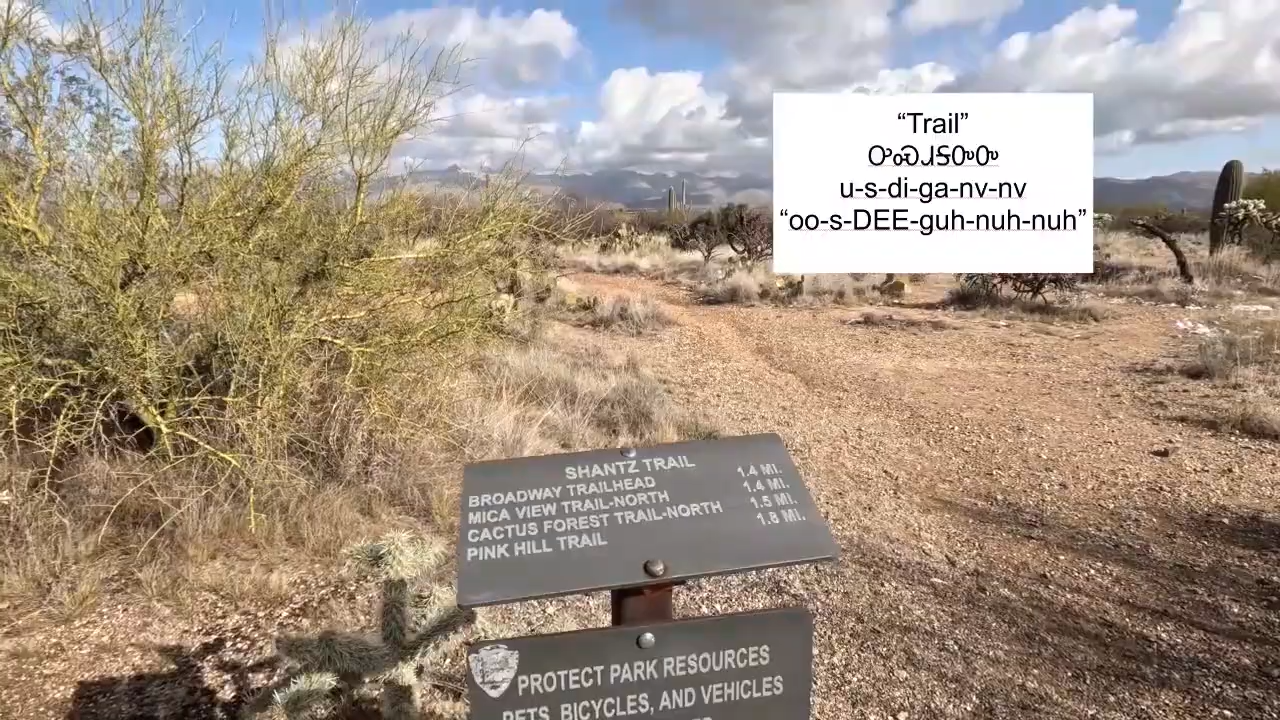 “Trail”
ᎤᏍᏗᎦᏅᏅ
u-s-di-ga-nv-nv
“oo-s-DEE-guh-nuh-nuh”
SHANTZ TRAIL
BROADWAY TRAILHEAD 1.4 MI.
MICA VIEW TRAIL-NORTH 1.4 MI.
CACTUS FOREST TRAIL-NORTH 1.5 MI.
PINK HILL TRAIL 1.8 MI.
PROTECT PARK RESOURCES
PETS, BICYCLES, AND VEHICLES